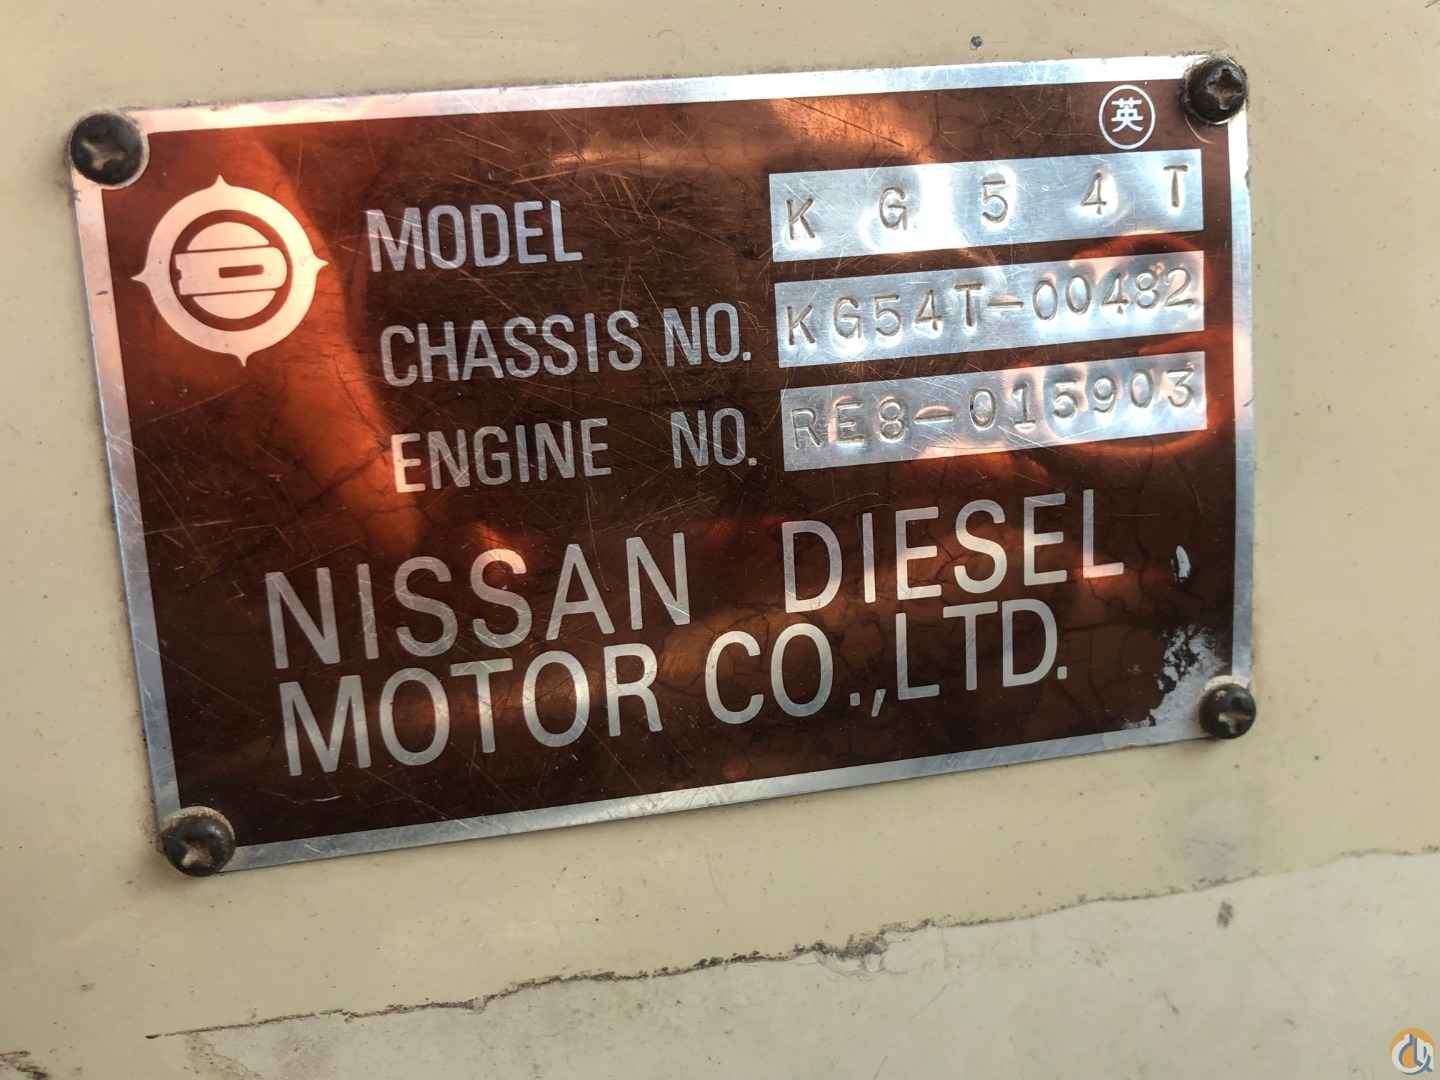 英
MODEL K G 5 4 T
CHASSIS NO. KG54T-00482
ENGINE NO. RE8-015903
NISSAN DIESEL
MOTOR CO.,LTD.